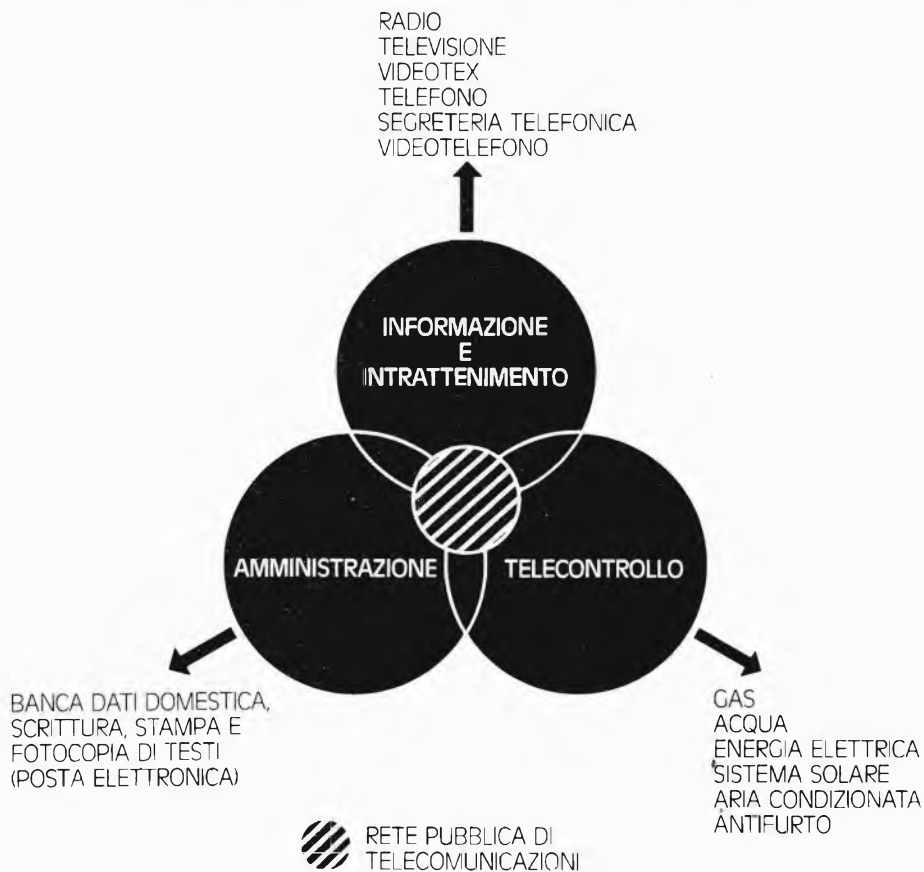 RADIO
TELEVISIONE
VIDEOTEX
TELEFONO
SEGRETERIA TELEFONICA
VIDEOTELEFONO
INFORMAZIONE
E
INTRATTENIMENTO
AMMINISTRAZIONE
TELECONTROLLO
BANCA DATI DOMESTICA,
SCRITTURA, STAMPA E
FOTOCOPIA DI TESTI
(POSTA ELETTRONICA)
GAS
ACQUA
ENERGIA ELETTRICA
SISTEMA SOLARE
ARIA CONDIZIONATA
ANTIFURTO
RETE PUBBLICA DI
TELECOMUNICAZIONI